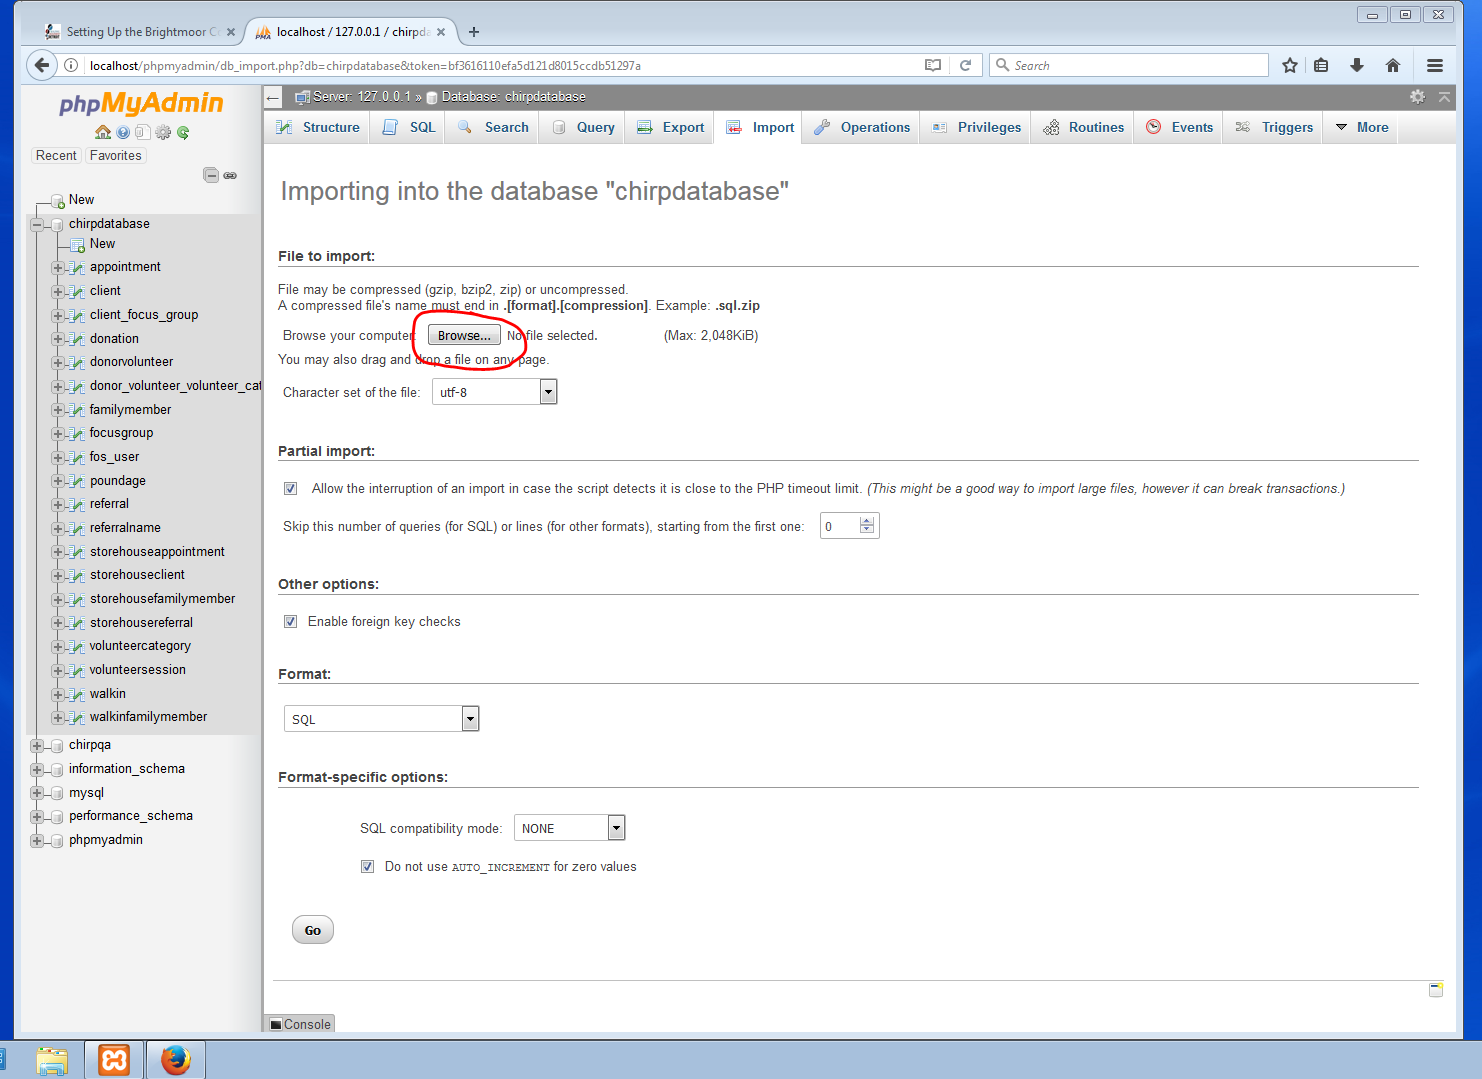 Setting Up the Brightmoor C
localhost / 127.0.0.1 / chirpda
localhost/phpmyadmin/db_import.php?db=chirpdatabase&token=bf3616110efa5d121d8015ccdb51297a
Search
phpMyAdmin
Recent
Favorites
New
chirpdatabase
New
appointment
client
client_focus_group
donation
donorvolunteer
donor_volunteer_volunteer_cat
familymember
focusgroup
fos_user
poundage
referral
referralname
storehouseappointment
storehouseclient
storehousefamilymember
storehousereferral
volunteercategory
volunteersession
walkin
walkinfamilymember
chirpqa
information_schema
mysql
performance_schema
phpmyadmin
Server: 127.0.0.1 » Database: chirpdatabase
Structure SQL Search Query Export Import Operations Privileges Routines Events Triggers More
Importing into the database "chirpdatabase"
File to import:
File may be compressed (gzip, bzip2, zip) or uncompressed.
A compressed file's name must end in .[format].[compression]. Example: .sql.zip
Browse your computer: Browse... No file selected. (Max: 2,048KiB)
You may also drag and drop a file on any page.
Character set of the file: utf-8
Partial import:
Allow the interruption of an import in case the script detects it is close to the PHP timeout limit. (This might be a good way to import large files, however it can break transactions.)
Skip this number of queries (for SQL) or lines (for other formats), starting from the first one: 0
Other options:
Enable foreign key checks
Format:
SQL
Format-specific options:
SQL compatibility mode: NONE
Do not use AUTO_INCREMENT for zero values
Go
Console